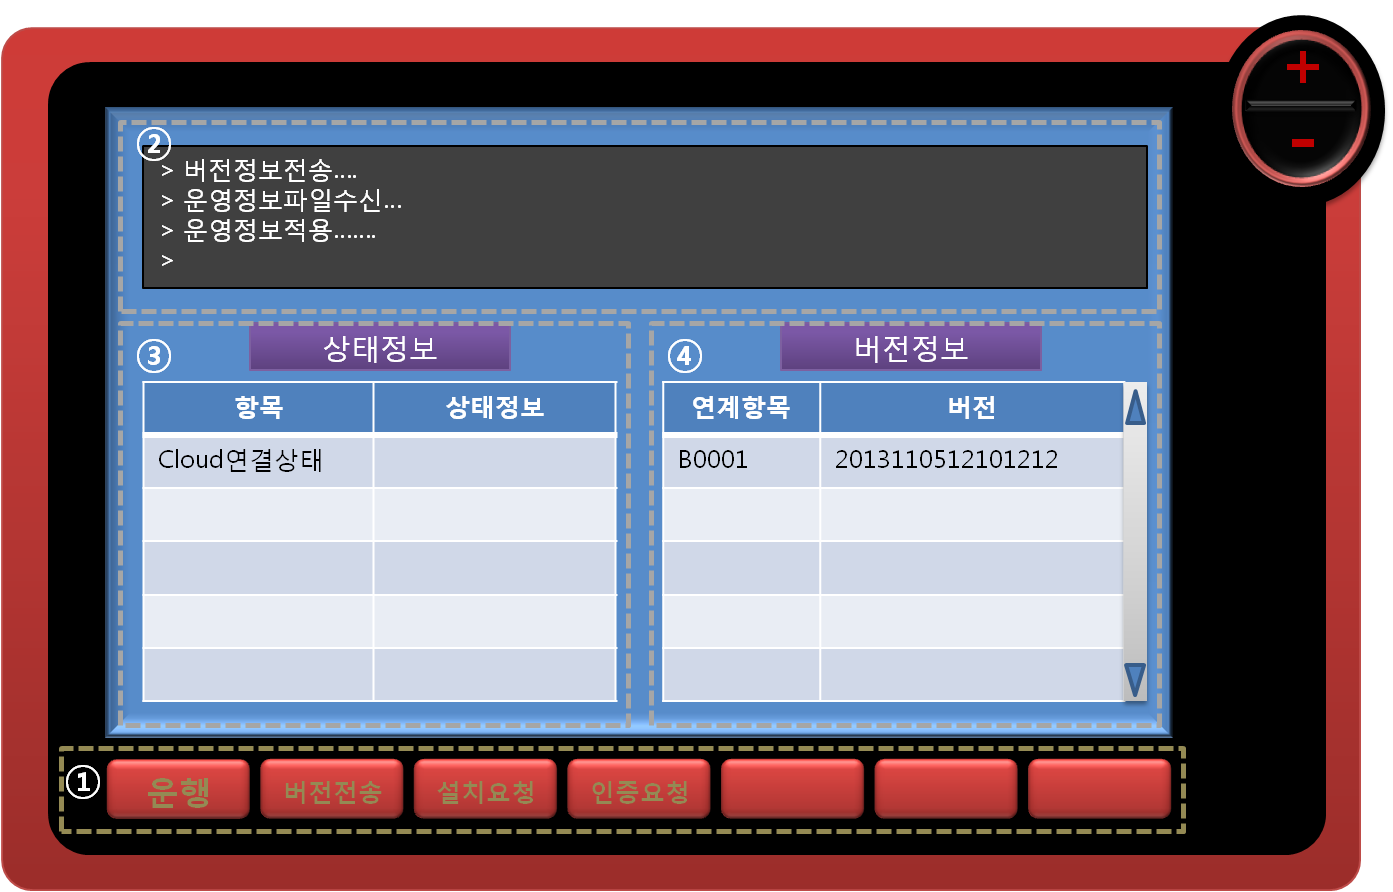 +
-
②
> 버전정보전송....
> 운영정보파일수신...
> 운영정보적용.......
>
③ 상태정보
항목 상태정보
Cloud연결상태
④ 버전정보
연계항목 버전
B0001 2013110512101212
① 운행 버전전송 설치요청 인증요청